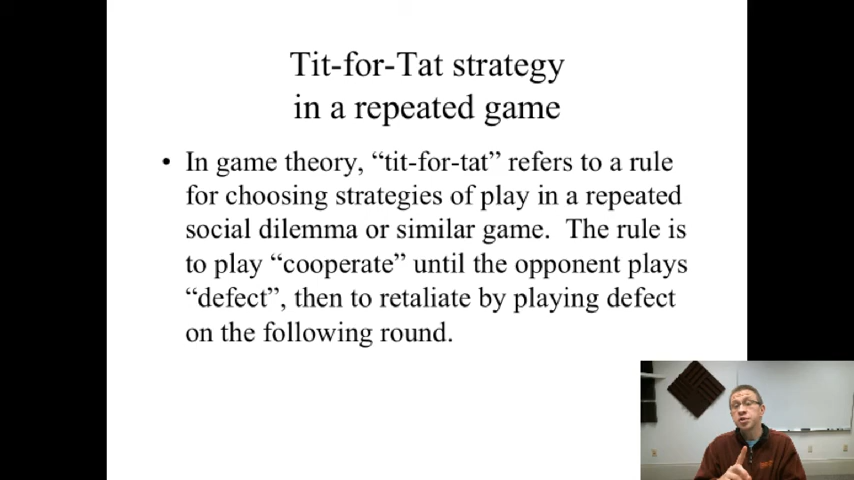 Tit-for-Tat strategy
in a repeated game
• In game theory, “tit-for-tat” refers to a rule
for choosing strategies of play in a repeated
social dilemma or similar game.  The rule is
to play “cooperate” until the opponent plays
“defect”, then to retaliate by playing defect
on the following round.